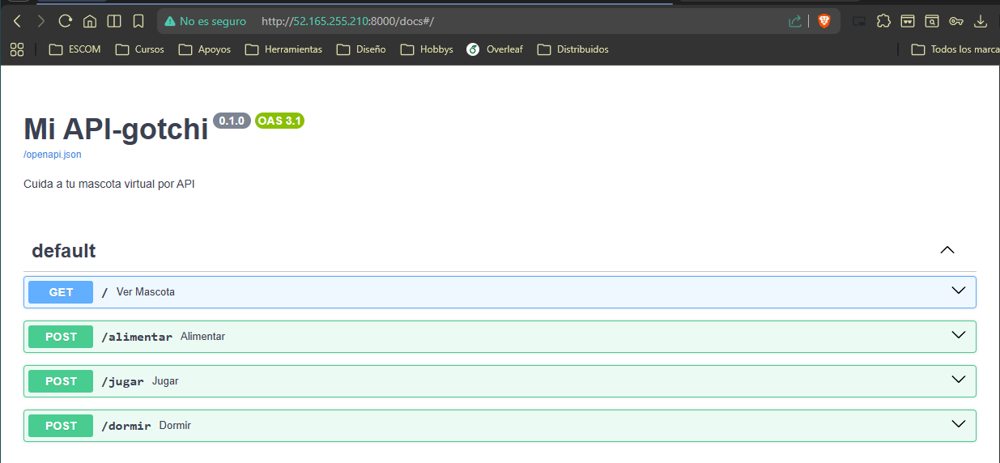 No es seguro http://52.165.255.210:8000/docs#/
ESCOM Cursos Apoyos Herramientas Diseño Hobbys Overleaf Distribuidos Todos los marca
Mi API-gotchi 0.1.0 OAS 3.1
/openapi.json
Cuida a tu mascota virtual por API
default
GET / Ver Mascota
POST /alimentar Alimentar
POST /jugar Jugar
POST /dormir Dormir